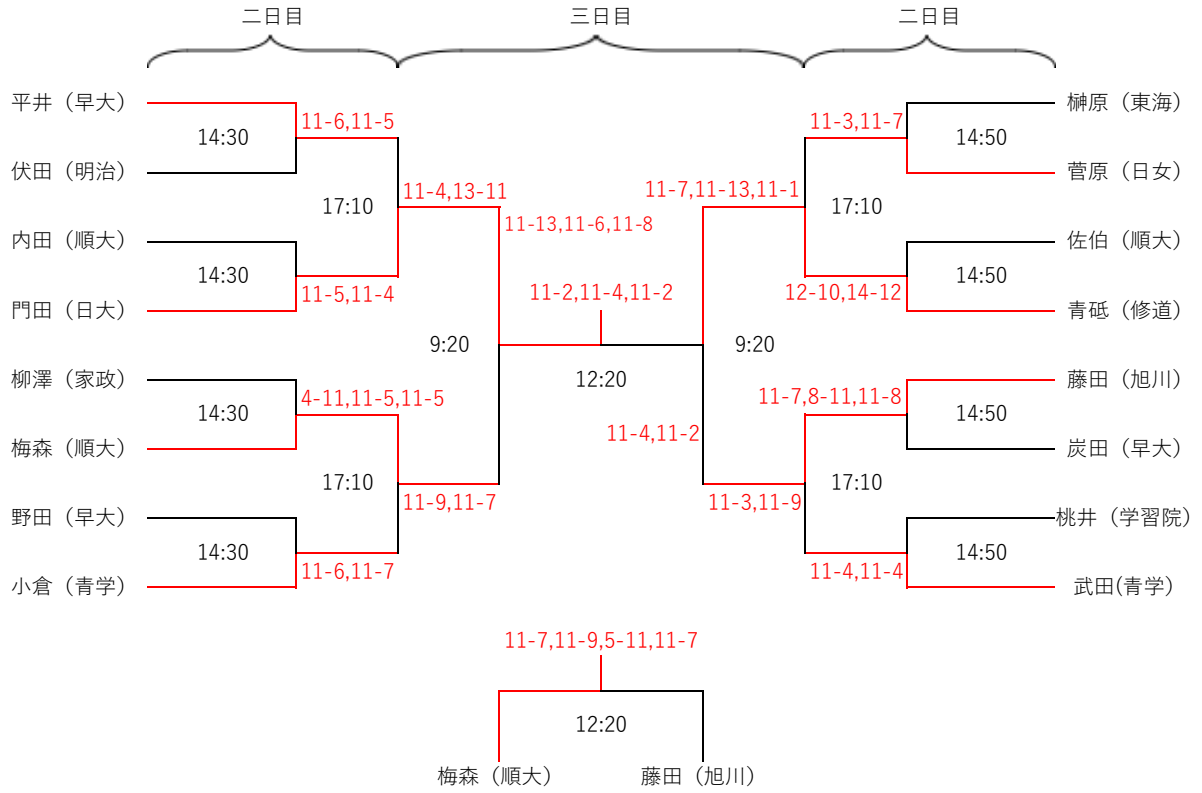 二日目 三日目 二日目
平井（早大） 11-6,11-5 11-3,11-7 榊原（東海）
14:30 14:50
伏田（明治） 菅原（日女）
11-4,13-11 11-7,11-13,11-1
17:10 17:10
11-13,11-6,11-8
内田（順大） 佐伯（順大）
14:30 14:50
11-5,11-4 11-2,11-4,11-2 12-10,14-12
門田（日大） 青砥（修道）
9:20 9:20
柳澤（家政） 12:20 藤田（旭川）
4-11,11-5,11-5 11-7,8-11,11-8
14:30 14:50
11-4,11-2
梅森（順大） 炭田（早大）
17:10 17:10
11-9,11-7 11-3,11-9
野田（早大） 桃井（学習院）
14:30 14:50
11-6,11-7 11-4,11-4
小倉（青学） 武田(青学）
11-7,11-9,5-11,11-7
12:20
梅森（順大） 藤田（旭川）